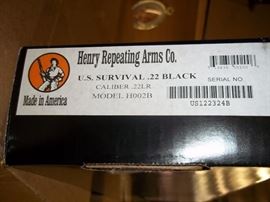 Henry Repeating Arms Co.
U.S. SURVIVAL .22 BLACK
SERIAL NO.
CALIBER .22LR
MODEL H002B
US122324B
Made in America